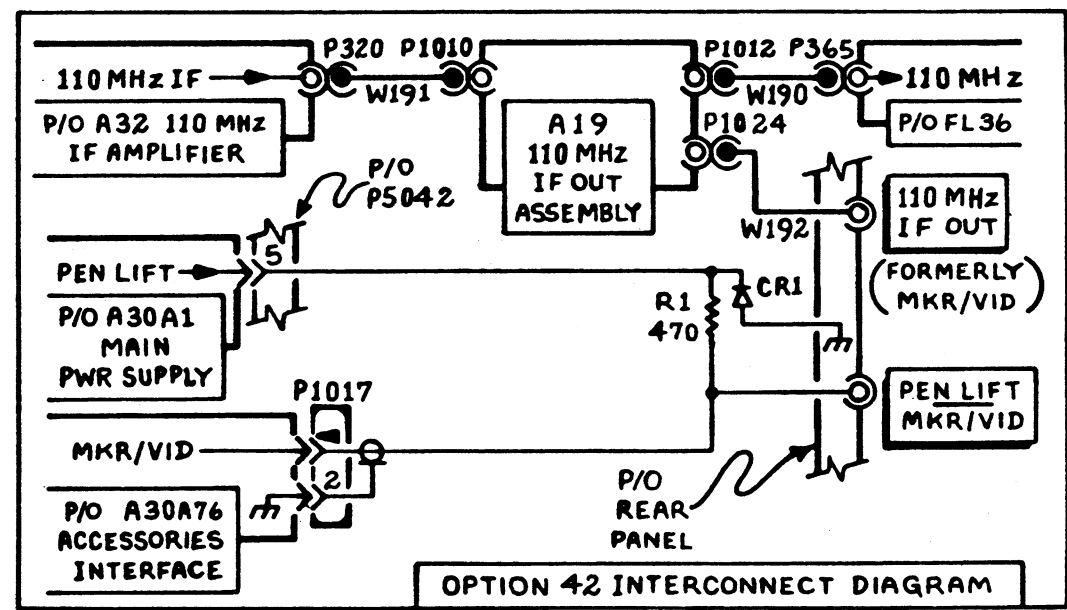 P320 P1010
P1012 P365
110 MHz IF
W191
W190
110 MHz
P/O A32 110 MHz
IF AMPLIFIER
A19
110 MHz
IF OUT
ASSEMBLY
P1024
P/O FL36
P/O
P5042
W192
110 MHz
IF OUT
(FORMERLY
MKR/VID)
5
PEN LIFT
P/O A30A1
MAIN
PWR SUPPLY
R1
470
CR1
P1017
MKR/VID
2
P/O A30A76
ACCESSORIES
INTERFACE
PEN LIFT
MKR/VID
P/O
REAR
PANEL
OPTION 42 INTERCONNECT DIAGRAM